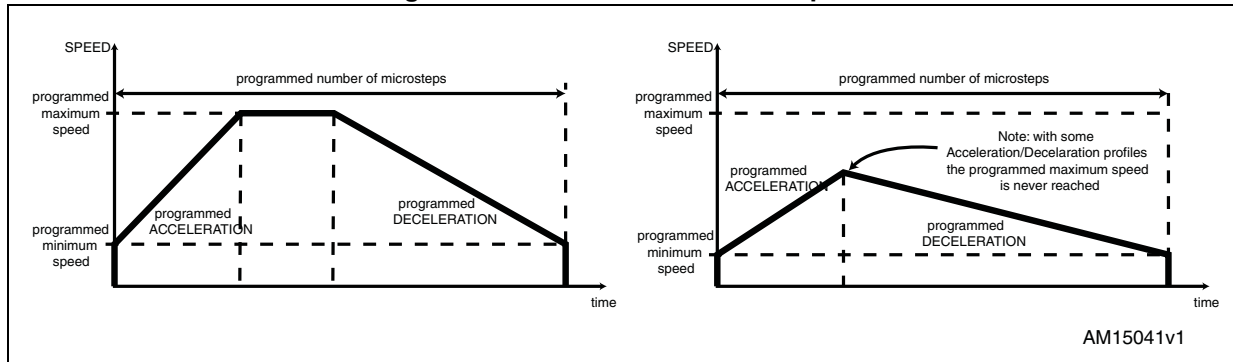 SPEED
programmed number of microsteps
programmed
maximum
speed
programmed
ACCELERATION
programmed
DECELERATION
programmed
minimum
speed
time
SPEED
programmed number of microsteps
programmed
maximum
speed
Note: with some
Acceleration/Decelaration profiles
the programmed maximum speed
is never reached
programmed
ACCELERATION
programmed
DECELERATION
programmed
minimum
speed
time
AM15041v1